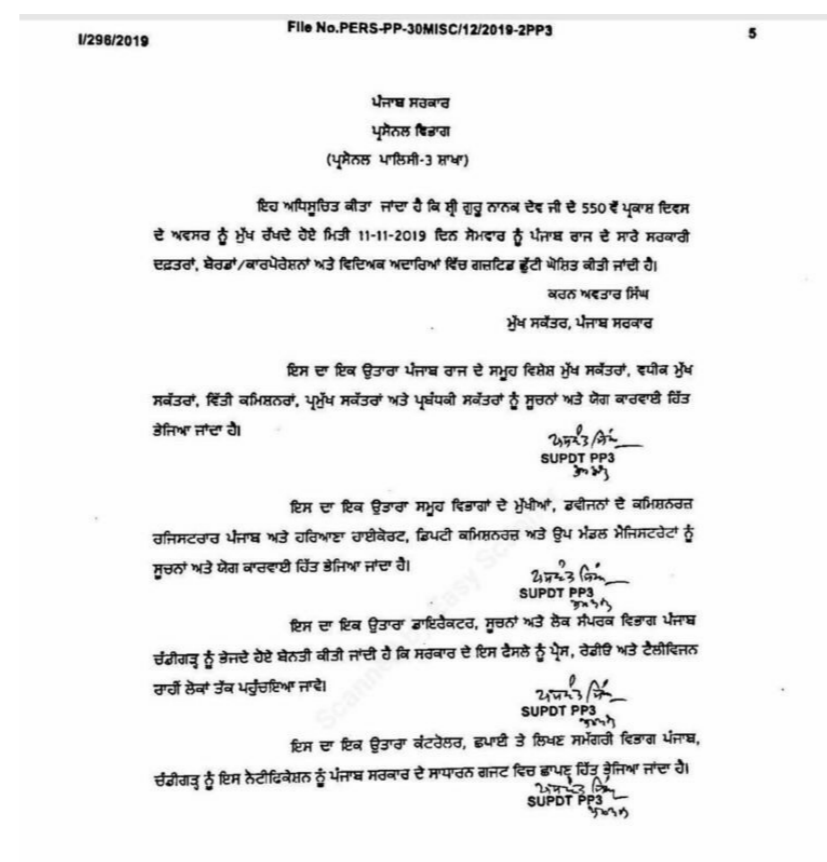 I/296/2019
File No.PERS-PP-30MISC/12/2019-2PP3
5
ਪੰਜਾਬ ਸਰਕਾਰ
ਪ੍ਰਸੋਨਲ ਵਿਭਾਗ
(ਪ੍ਰਸੋਨਲ ਪਾਲਿਸੀ-3 ਸ਼ਾਖਾ)
ਇਹ ਅਧਿਸੂਚਿਤ ਕੀਤਾ ਜਾਂਦਾ ਹੈ ਕਿ ਸ਼੍ਰੀ ਗੁਰੂ ਨਾਨਕ ਦੇਵ ਜੀ ਦੇ 550 ਵੇਂ ਪ੍ਰਕਾਸ਼ ਦਿਵਸ
ਦੇ ਅਵਸਰ ਨੂੰ ਮੁੱਖ ਰੱਖਦੇ ਹੋਏ ਮਿਤੀ 11-11-2019 ਦਿਨ ਸੋਮਵਾਰ ਨੂੰ ਪੰਜਾਬ ਰਾਜ ਦੇ ਸਾਰੇ ਸਰਕਾਰੀ
ਦਫ਼ਤਰਾਂ, ਬੋਰਡਾਂ/ਕਾਰਪੋਰੇਸ਼ਨਾਂ ਅਤੇ ਵਿਦਿਅਕ ਅਦਾਰਿਆਂ ਵਿੱਚ ਗਜ਼ਟਿਡ ਛੁੱਟੀ ਘੋਸ਼ਿਤ ਕੀਤੀ ਜਾਂਦੀ ਹੈ।
ਕਰਨ ਅਵਤਾਰ ਸਿੰਘ
ਮੁੱਖ ਸਕੱਤਰ, ਪੰਜਾਬ ਸਰਕਾਰ
ਇਸ ਦਾ ਇਕ ਉਤਾਰਾ ਪੰਜਾਬ ਰਾਜ ਦੇ ਸਮੂਹ ਵਿਸ਼ੇਸ਼ ਮੁੱਖ ਸਕੱਤਰਾਂ, ਵਧੀਕ ਮੁੱਖ
ਸਕੱਤਰਾਂ, ਵਿੱਤੀ ਕਮਿਸ਼ਨਰਾਂ, ਪ੍ਰਮੁੱਖ ਸਕੱਤਰਾਂ ਅਤੇ ਪ੍ਰਬੰਧਕੀ ਸਕੱਤਰਾਂ ਨੂੰ ਸੂਚਨਾਂ ਅਤੇ ਯੋਗ ਕਾਰਵਾਈ ਹਿੱਤ
ਭੇਜਿਆ ਜਾਂਦਾ ਹੈ।
SUPDT PP3
ਇਸ ਦਾ ਇਕ ਉਤਾਰਾ ਸਮੂਹ ਵਿਭਾਗਾਂ ਦੇ ਮੁੱਖੀਆਂ, ਡਵੀਜਨਾਂ ਦੇ ਕਮਿਸ਼ਨਰਜ਼
ਰਜਿਸਟਰਾਰ ਪੰਜਾਬ ਅਤੇ ਹਰਿਆਣਾ ਹਾਈਕੋਰਟ, ਡਿਪਟੀ ਕਮਿਸ਼ਨਰਜ਼ ਅਤੇ ਉਪ ਮੰਡਲ ਮੈਜਿਸਟਰੇਟਾਂ ਨੂੰ
ਸੂਚਨਾਂ ਅਤੇ ਯੋਗ ਕਾਰਵਾਈ ਹਿੱਤ ਭੇਜਿਆ ਜਾਂਦਾ ਹੈ।
SUPDT PP3
ਇਸ ਦਾ ਇਕ ਉਤਾਰਾ ਡਾਇਰੈਕਟਰ, ਸੂਚਨਾਂ ਅਤੇ ਲੋਕ ਸੰਪਰਕ ਵਿਭਾਗ ਪੰਜਾਬ
ਚੰਡੀਗੜ੍ਹ ਨੂੰ ਭੇਜਦੇ ਹੋਏ ਬੇਨਤੀ ਕੀਤੀ ਜਾਂਦੀ ਹੈ ਕਿ ਸਰਕਾਰ ਦੇ ਇਸ ਫੈਸਲੇ ਨੂੰ ਪ੍ਰੈਸ, ਰੇਡੀਓ ਅਤੇ ਟੈਲੀਵਿਜਨ
ਰਾਹੀਂ ਲੋਕਾਂ ਤੱਕ ਪਹੁੰਚਾਇਆ ਜਾਵੇ।
SUPDT PP3
ਇਸ ਦਾ ਇਕ ਉਤਾਰਾ ਕੰਟਰੋਲਰ, ਛਪਾਈ ਤੇ ਲਿਖਣ ਸਮੱਗਰੀ ਵਿਭਾਗ ਪੰਜਾਬ,
ਚੰਡੀਗੜ੍ਹ ਨੂੰ ਇਸ ਨੋਟੀਫਿਕੇਸ਼ਨ ਨੂੰ ਪੰਜਾਬ ਸਰਕਾਰ ਦੇ ਸਾਧਾਰਨ ਗਜਟ ਵਿਚ ਛਾਪਣ ਹਿੱਤ ਭੇਜਿਆ ਜਾਂਦਾ ਹੈ।
SUPDT PP3